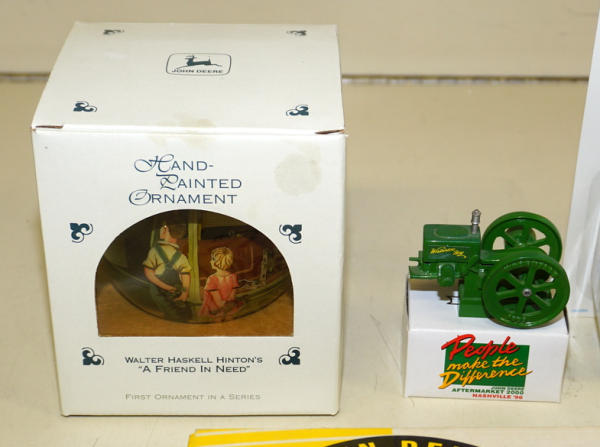 JOHN DEERE
HAND-
PAINTED
ORNAMENT
WALTER HASKELL HINTON'S
"A FRIEND IN NEED"
FIRST ORNAMENT IN A SERIES
People
make the
Difference
JOHN DEERE
AFTERMARKET 2000
NASHVILLE '96